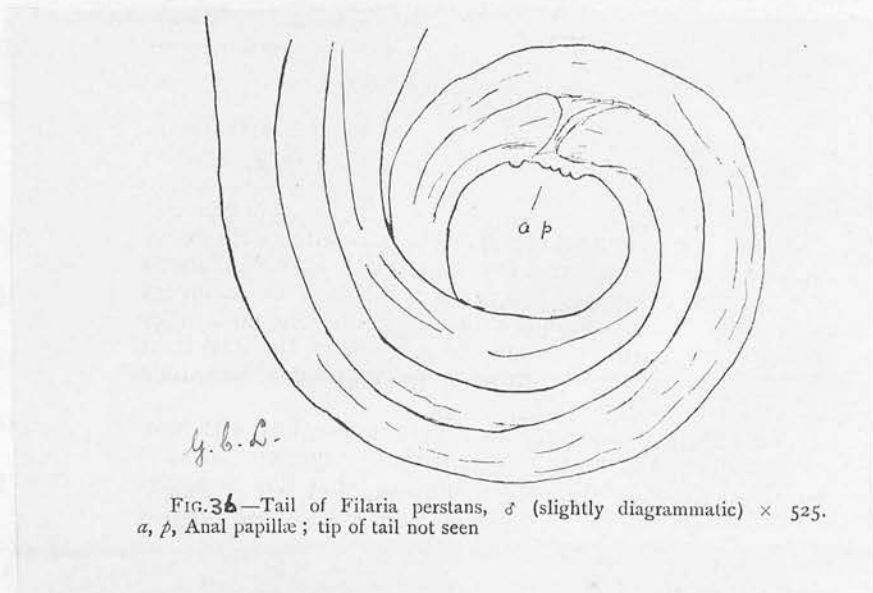 a p
G. C. L.
FIG. 36—Tail of Filaria perstans, ♂ (slightly diagrammatic) × 525.
a, p, Anal papillæ ; tip of tail not seen